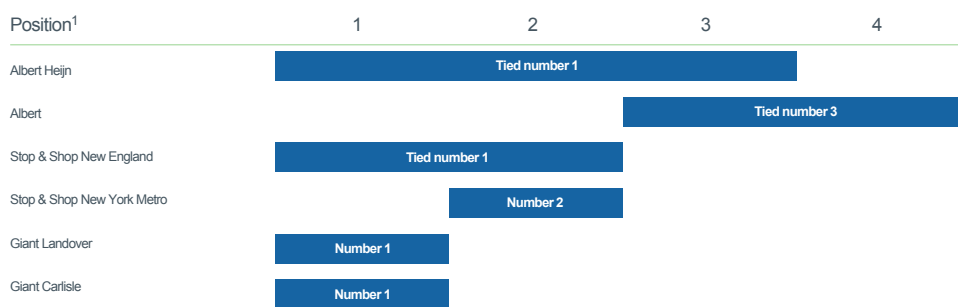 Position1 1 2 3 4
Albert Heijn Tied number 1
Albert Tied number 3
Stop & Shop New England Tied number 1
Stop & Shop New York Metro Number 2
Giant Landover Number 1
Giant Carlisle Number 1